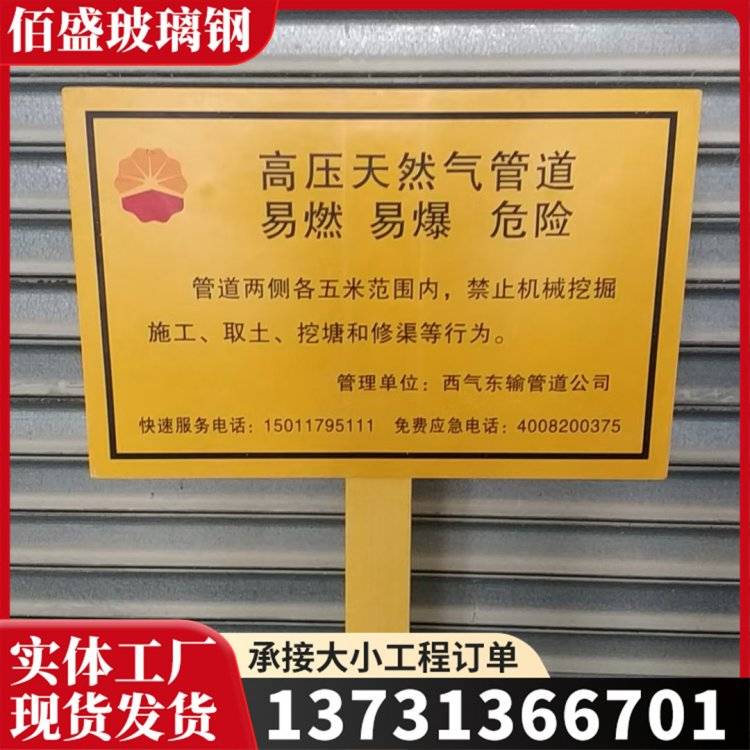 佰盛玻璃钢
高压天然气管道
易燃 易爆 危险
管道两侧各五米范围内，禁止机械挖掘
施工、取土、挖塘和修渠等行为。
管理单位：西气东输管道公司
快速服务电话：15011795111 免费应急电话：4008200375
实体工厂
现货发货
承接大小工程订单
13731366701